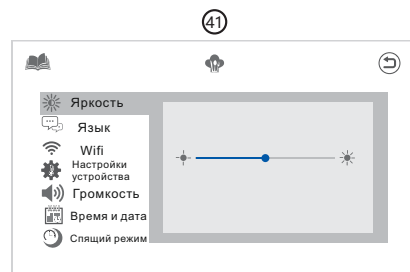 41
Яркость
Язык
Wifi
Настройки
устройства
Громкость
Время и дата
Спящий режим